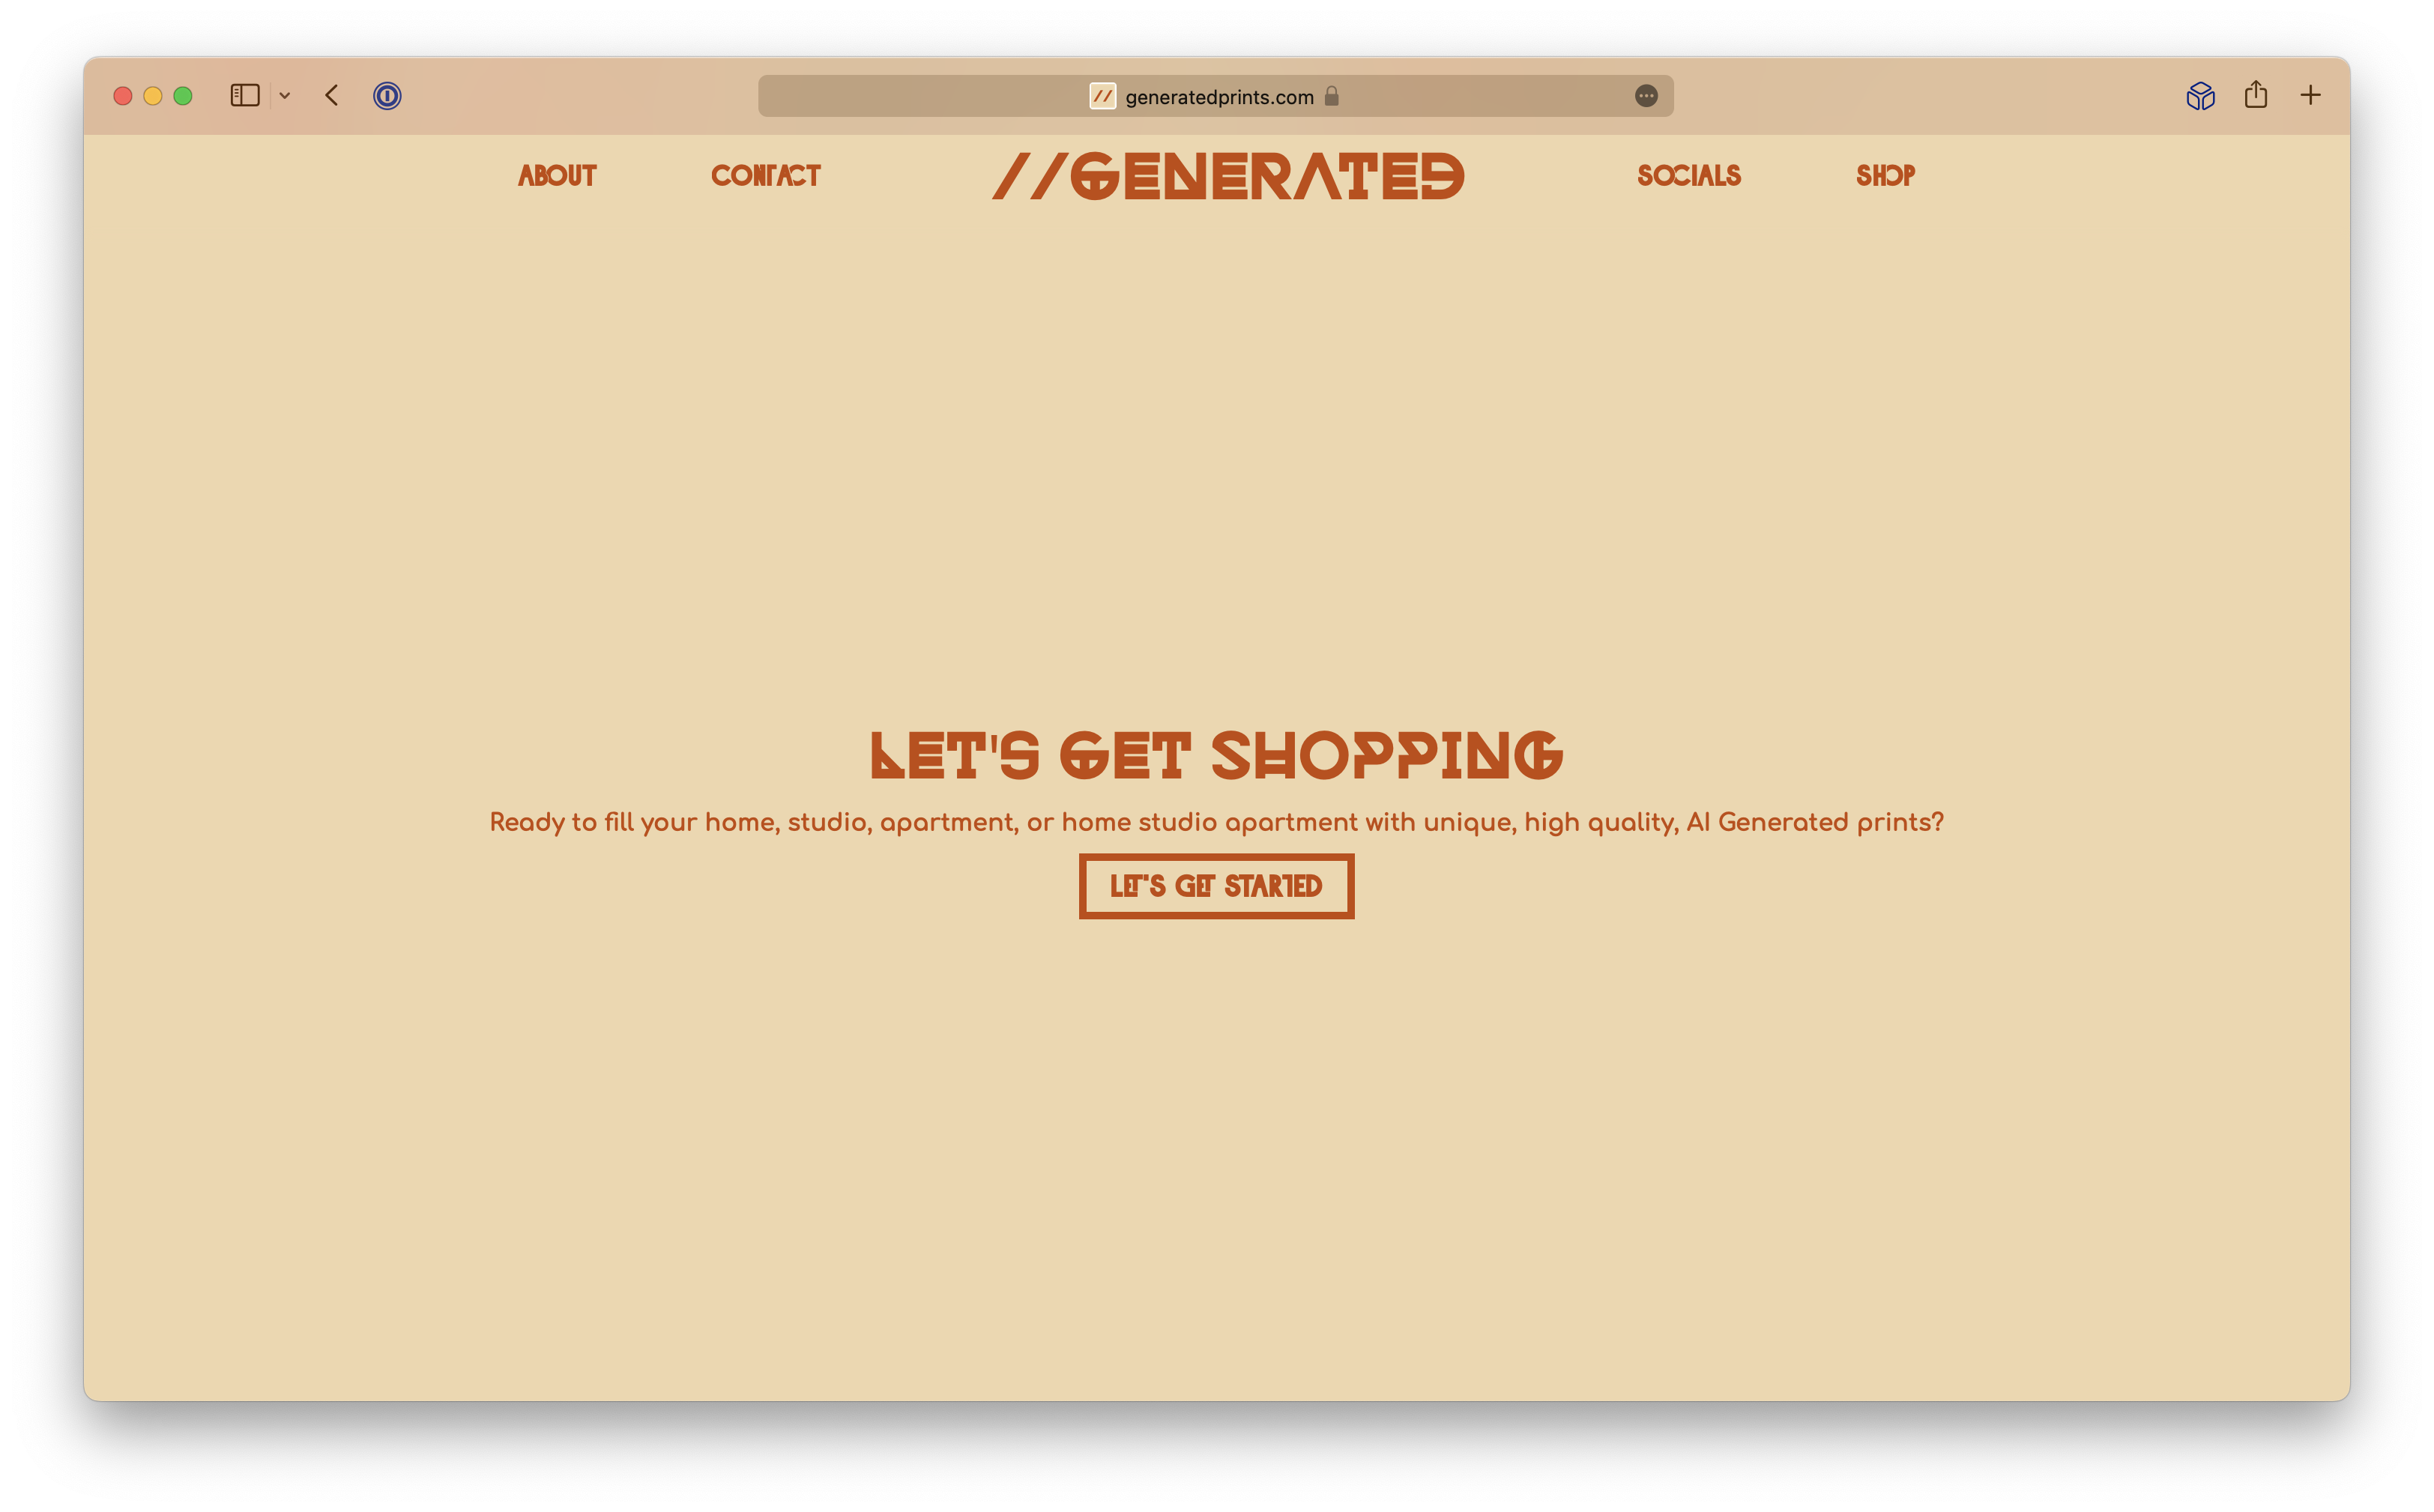 // generatedprints.com
ABOUT CONTACT //GENERATED SOCIALS SHOP
LET'S GET SHOPPING
Ready to fill your home, studio, apartment, or home studio apartment with unique, high quality, AI Generated prints?
LET'S GET STARTED